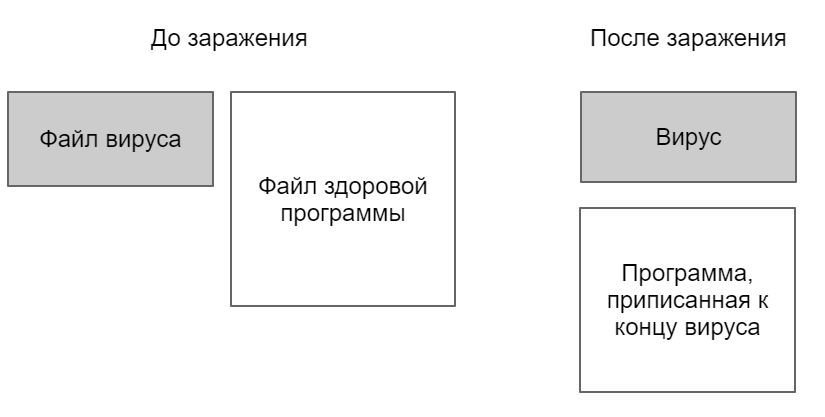 До заражения
После заражения
Файл вируса
Файл здоровой
программы
Вирус
Программа,
приписанная к
концу вируса